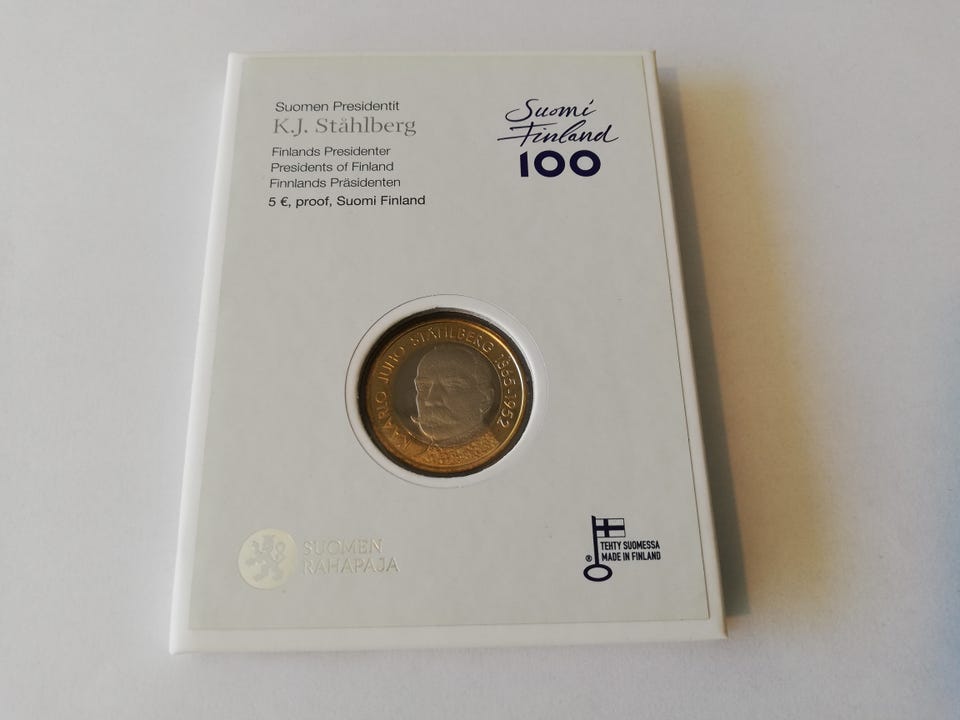 Suomen Presidentit
K.J. Ståhlberg
Finlands Presidenter
Presidents of Finland
Finnlands Präsidenten
5 €, proof, Suomi Finland
Suomi
Finland
100
KAARLO JUHO STÅHLBERG 1865-1952
SUOMEN
RAHAPAJA
TEHTY SUOMESSA
® MADE IN FINLAND